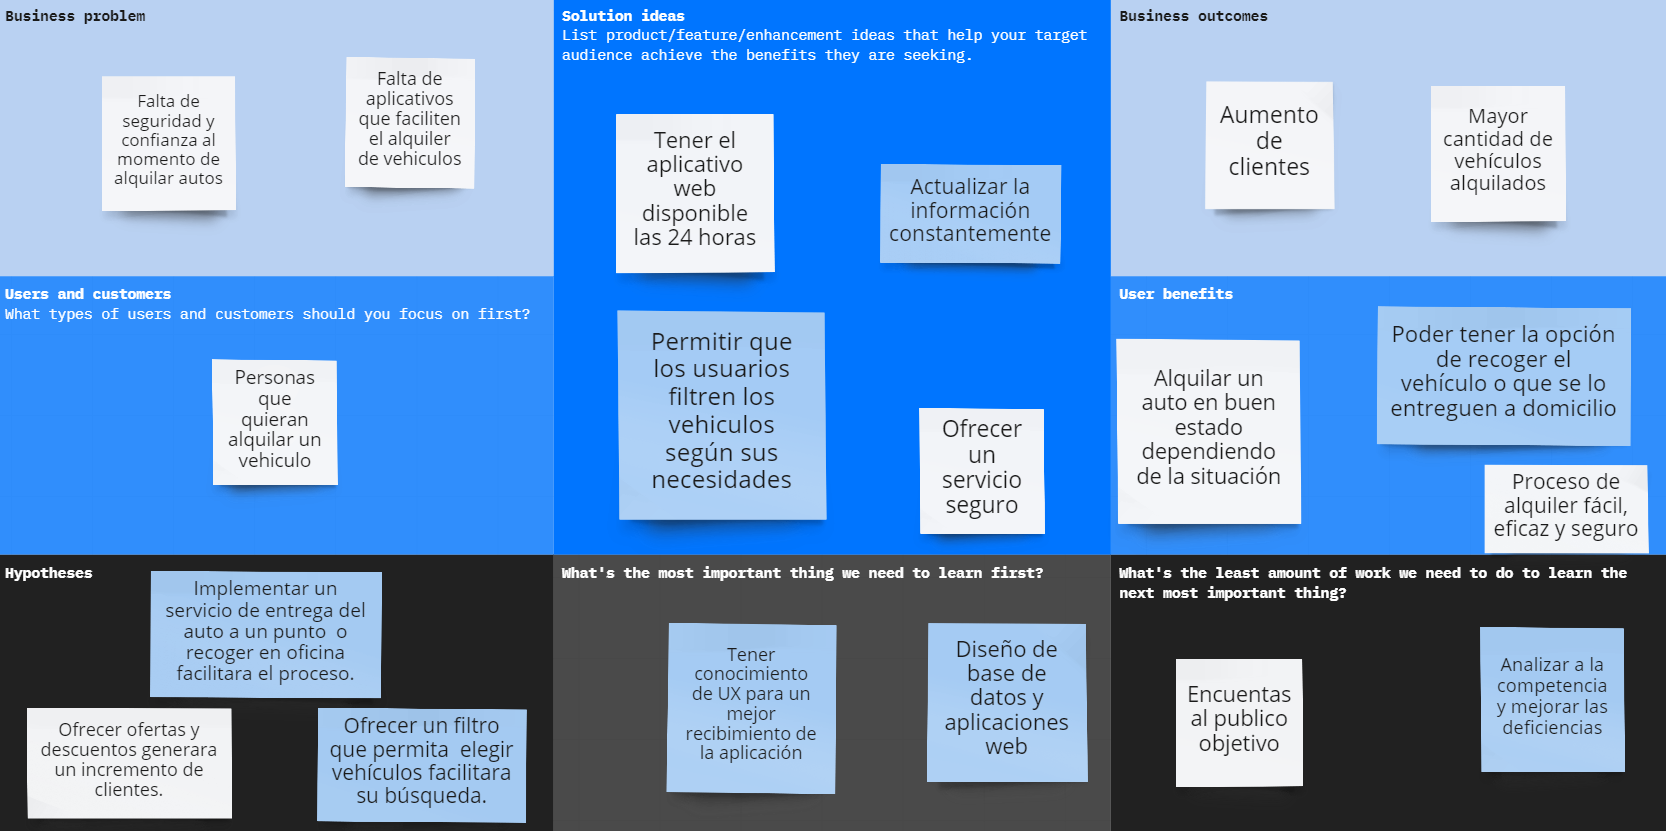 Business problem
Falta de
seguridad y
confianza al
momento de
alquilar autos
Falta de
aplicativos
que faciliten
el alquiler
de vehiculos
Solution ideas
List product/feature/enhancement ideas that help your target
audience achieve the benefits they are seeking.
Tener el
aplicativo
web
disponible
las 24 horas
Actualizar la
información
constantemente
Permitir que
los usuarios
filtren los
vehiculos
según sus
necesidades
Ofrecer
un
servicio
seguro
Business outcomes
Aumento
de
clientes
Mayor
cantidad de
vehículos
alquilados
Users and customers
What types of users and customers should you focus on first?
Personas
que
quieran
alquilar un
vehiculo
User benefits
Alquilar un
auto en buen
estado
dependiendo
de la situación
Poder tener la opción
de recoger el
vehículo o que se lo
entreguen a domicilio
Proceso de
alquiler fácil,
eficaz y seguro
Hypotheses
Implementar un
servicio de entrega del
auto a un punto  o
recoger en oficina
facilitara el proceso.
Ofrecer ofertas y
descuentos generara
un incremento de
clientes.
Ofrecer un filtro
que permita  elegir
vehículos facilitara
su búsqueda.
What's the most important thing we need to learn first?
Tener
conocimiento
de UX para un
mejor
recibimiento de
la aplicación
Diseño de
base de
datos y
aplicaciones
web
What's the least amount of work we need to do to learn the
next most important thing?
Encuentas
al publico
objetivo
Analizar a la
competencia
y mejorar las
deficiencias